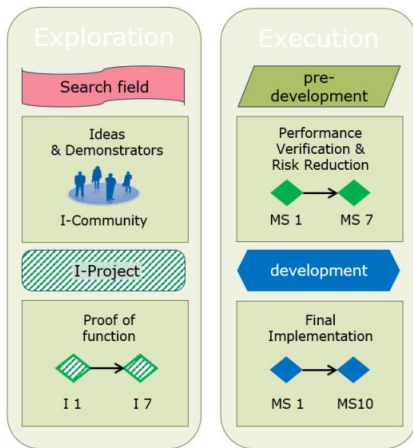 Exploration
Search field
Ideas
& Demonstrators
I-Community
I-Project
Proof of
function
I 1 I 7
Execution
pre-
development
Performance
Verification &
Risk Reduction
MS 1 MS 7
development
Final
Implementation
MS 1 MS10